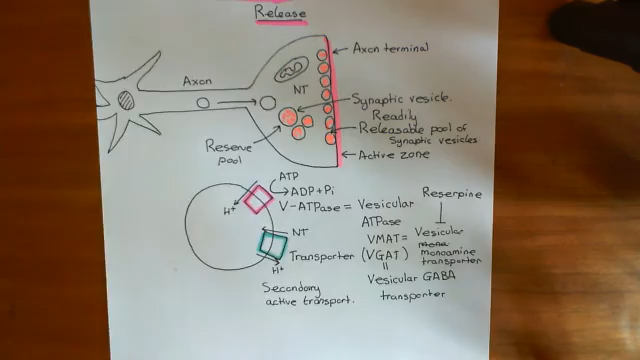 Release
Axon terminal
Axon
NT
Synaptic vesicle.
Readily
Releasable pool of
Synaptic vesicles
Reserve
pool
Active zone
ATP
ADP+Pi
H+
V-ATPase = Vesicular
ATPase
Reserpine
NT
VMAT = Vesicular
monoamine
transporter
Transporter (VGAT)
=
H+
Vesicular GABA
transporter
Secondary
active transport.